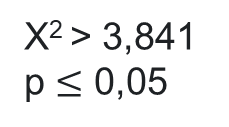 X² > 3,841
p ≤ 0,05